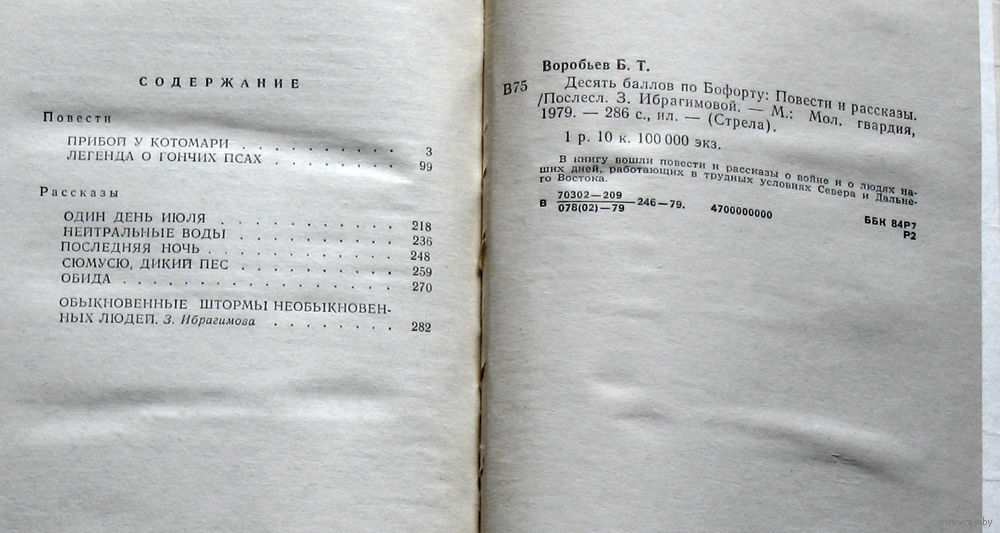 СОДЕРЖАНИЕ
Повести
ПРИБОЙ У КОТОМАРИ . . . . . . . . . . 3
ЛЕГЕНДА О ГОНЧИХ ПСАХ . . . . . . . . 99
Рассказы
ОДИН ДЕНЬ ИЮЛЯ . . . . . . . . . . 218
НЕЙТРАЛЬНЫЕ ВОДЫ . . . . . . . . . 236
ПОСЛЕДНЯЯ НОЧЬ . . . . . . . . . . 248
СЮМУСЮ, ДИКИЙ ПЕС . . . . . . . . . 259
ОБИДА . . . . . . . . . . . . . . 270
ОБЫКНОВЕННЫЕ ШТОРМЫ НЕОБЫКНОВЕН-
НЫХ ЛЮДЕЙ. З. Ибрагимова . . . . . . . 282
Воробьев Б. Т.
В75 Десять баллов по Бофорту: Повести и рассказы.
/Послесл. З. Ибрагимовой. — М.: Мол. гвардия,
1979. — 286 с., ил. — (Стрела).
1 р. 10 к. 100 000 экз.
В книгу вошли повести и рассказы о войне и о людях на-
ших дней, работающих в трудных условиях Севера и Дальне-
го Востока.
В 70302—209
078(02)—79 —246—79. 4700000000
ББК 84Р7
Р2